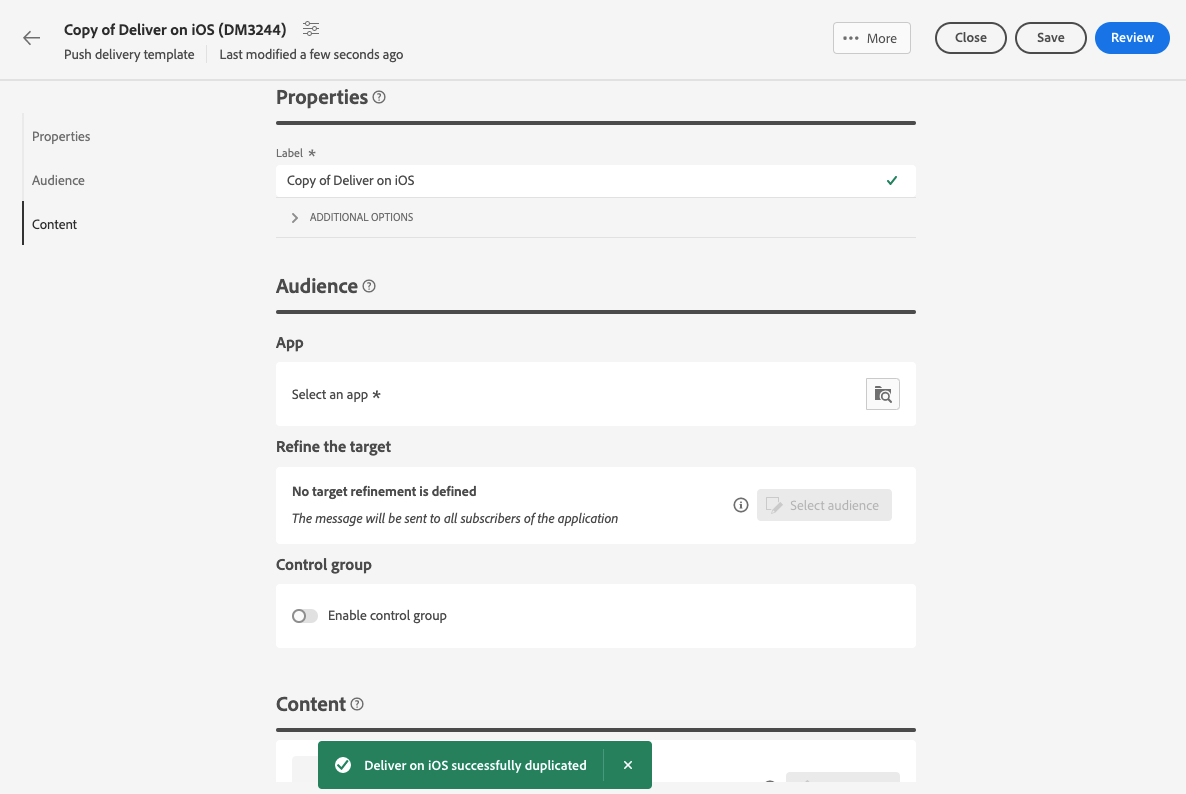 Copy of Deliver on iOS (DM3244)
Push delivery template
Last modified a few seconds ago
••• More
Close
Save
Review
Properties
Audience
Content
Properties
Label *
Copy of Deliver on iOS
ADDITIONAL OPTIONS
Audience
App
Select an app *
Refine the target
No target refinement is defined
The message will be sent to all subscribers of the application
Select audience
Control group
Enable control group
Content
Deliver on iOS successfully duplicated